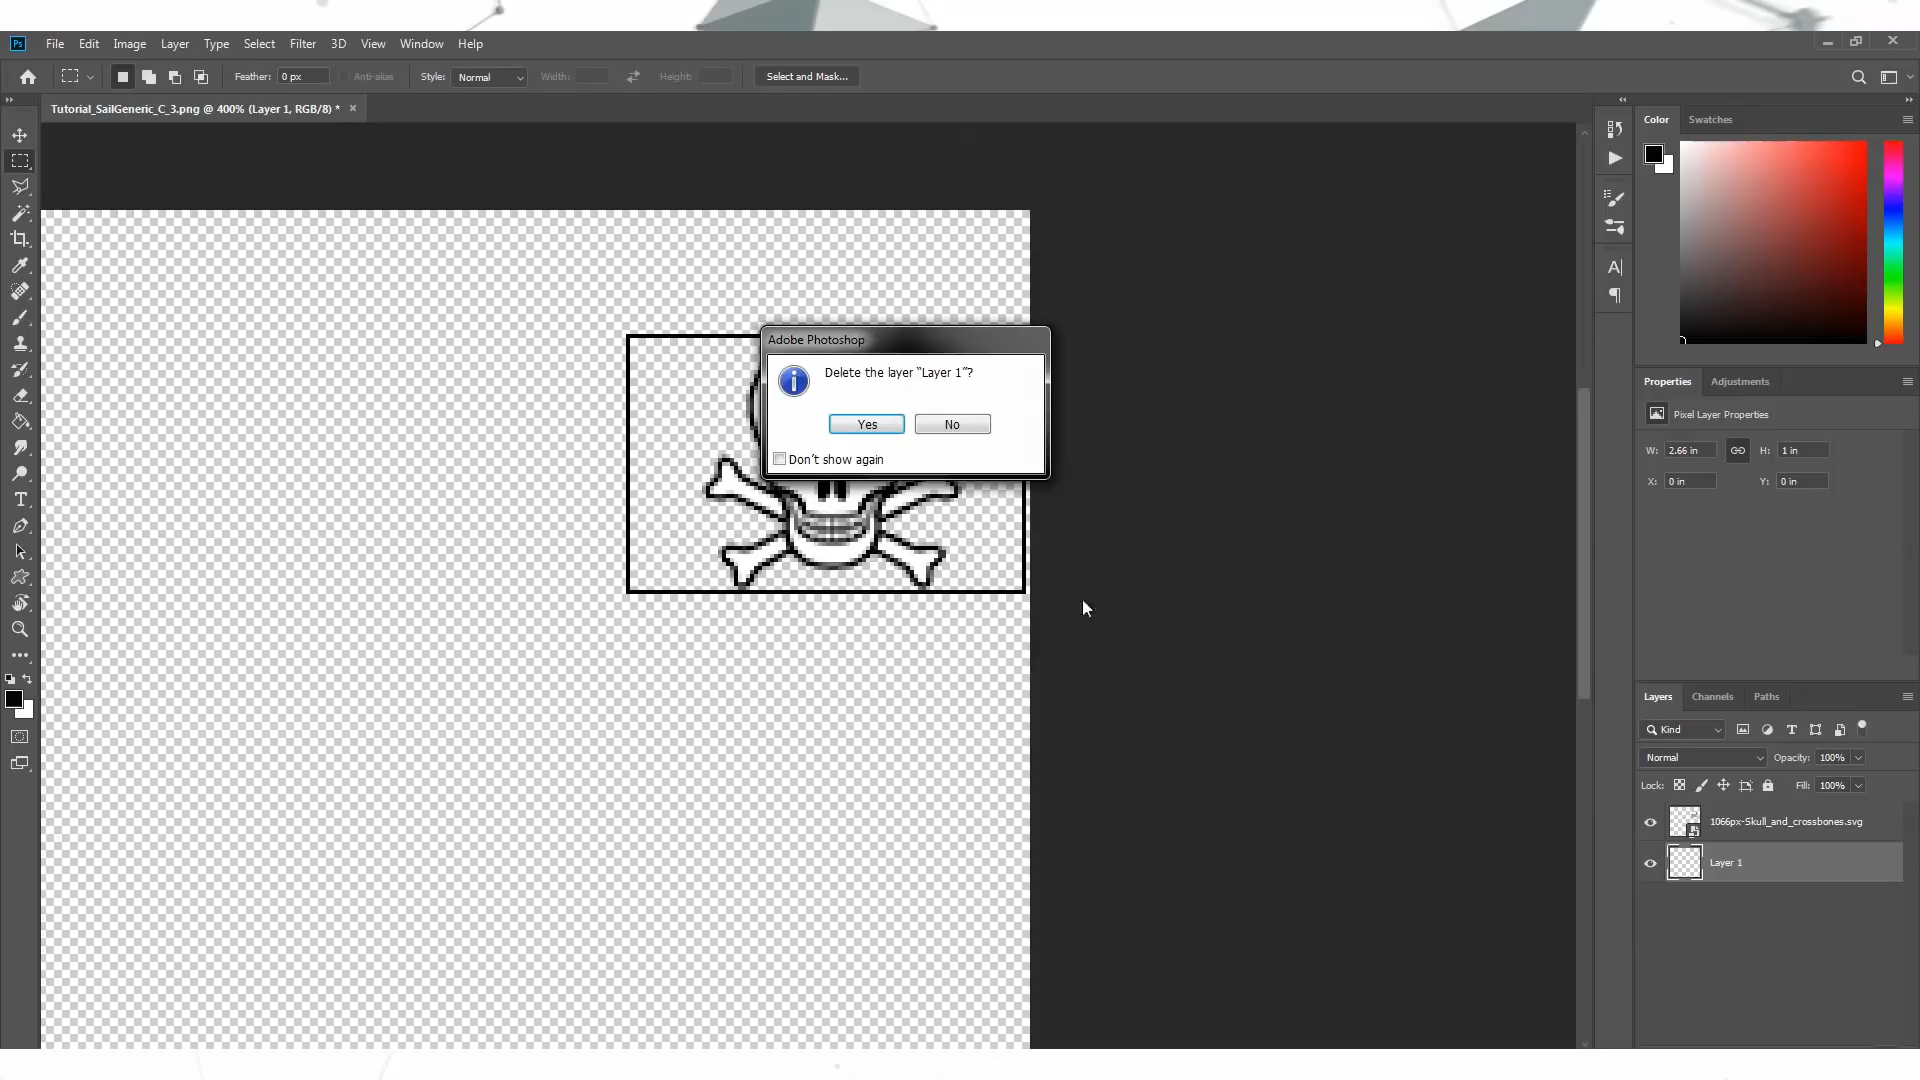 Ps File Edit Image Layer Type Select Filter 3D View Window Help
Feather: 0 px Anti-alias Style: Normal Width: Height: Select and Mask...
Tutorial_SailGeneric_C_3.png @ 400% (Layer 1, RGB/8) *
Color Swatches
Adobe Photoshop
Delete the layer “Layer 1”?
Yes No
Don't show again
Properties Adjustments
Pixel Layer Properties
W: 2.66 in H: 1 in
X: 0 in Y: 0 in
Layers Channels Paths
Kind
Normal Opacity: 100%
Lock: Fill: 100%
1066px-Skull_and_crossbones.svg
Layer 1